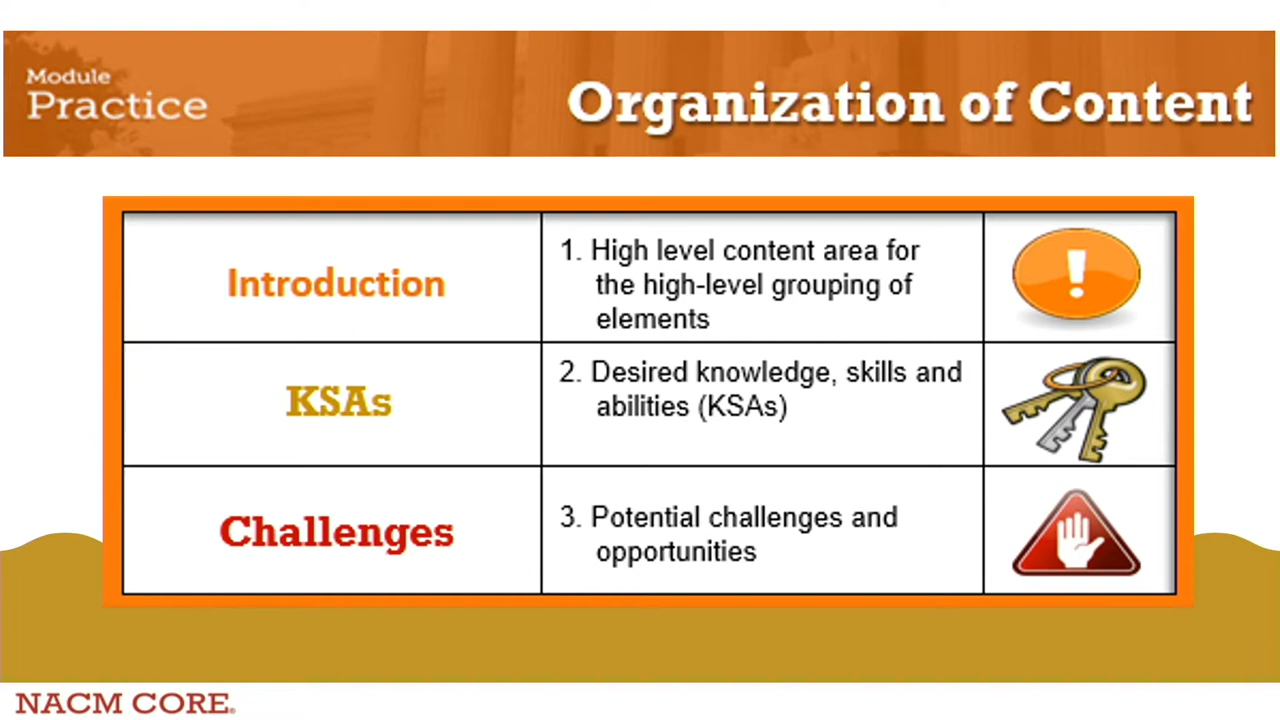 Module
Practice
Organization of Content
Introduction
1. High level content area for
the high-level grouping of
elements
KSAs
2. Desired knowledge, skills and
abilities (KSAs)
Challenges
3. Potential challenges and
opportunities
NACM CORE®